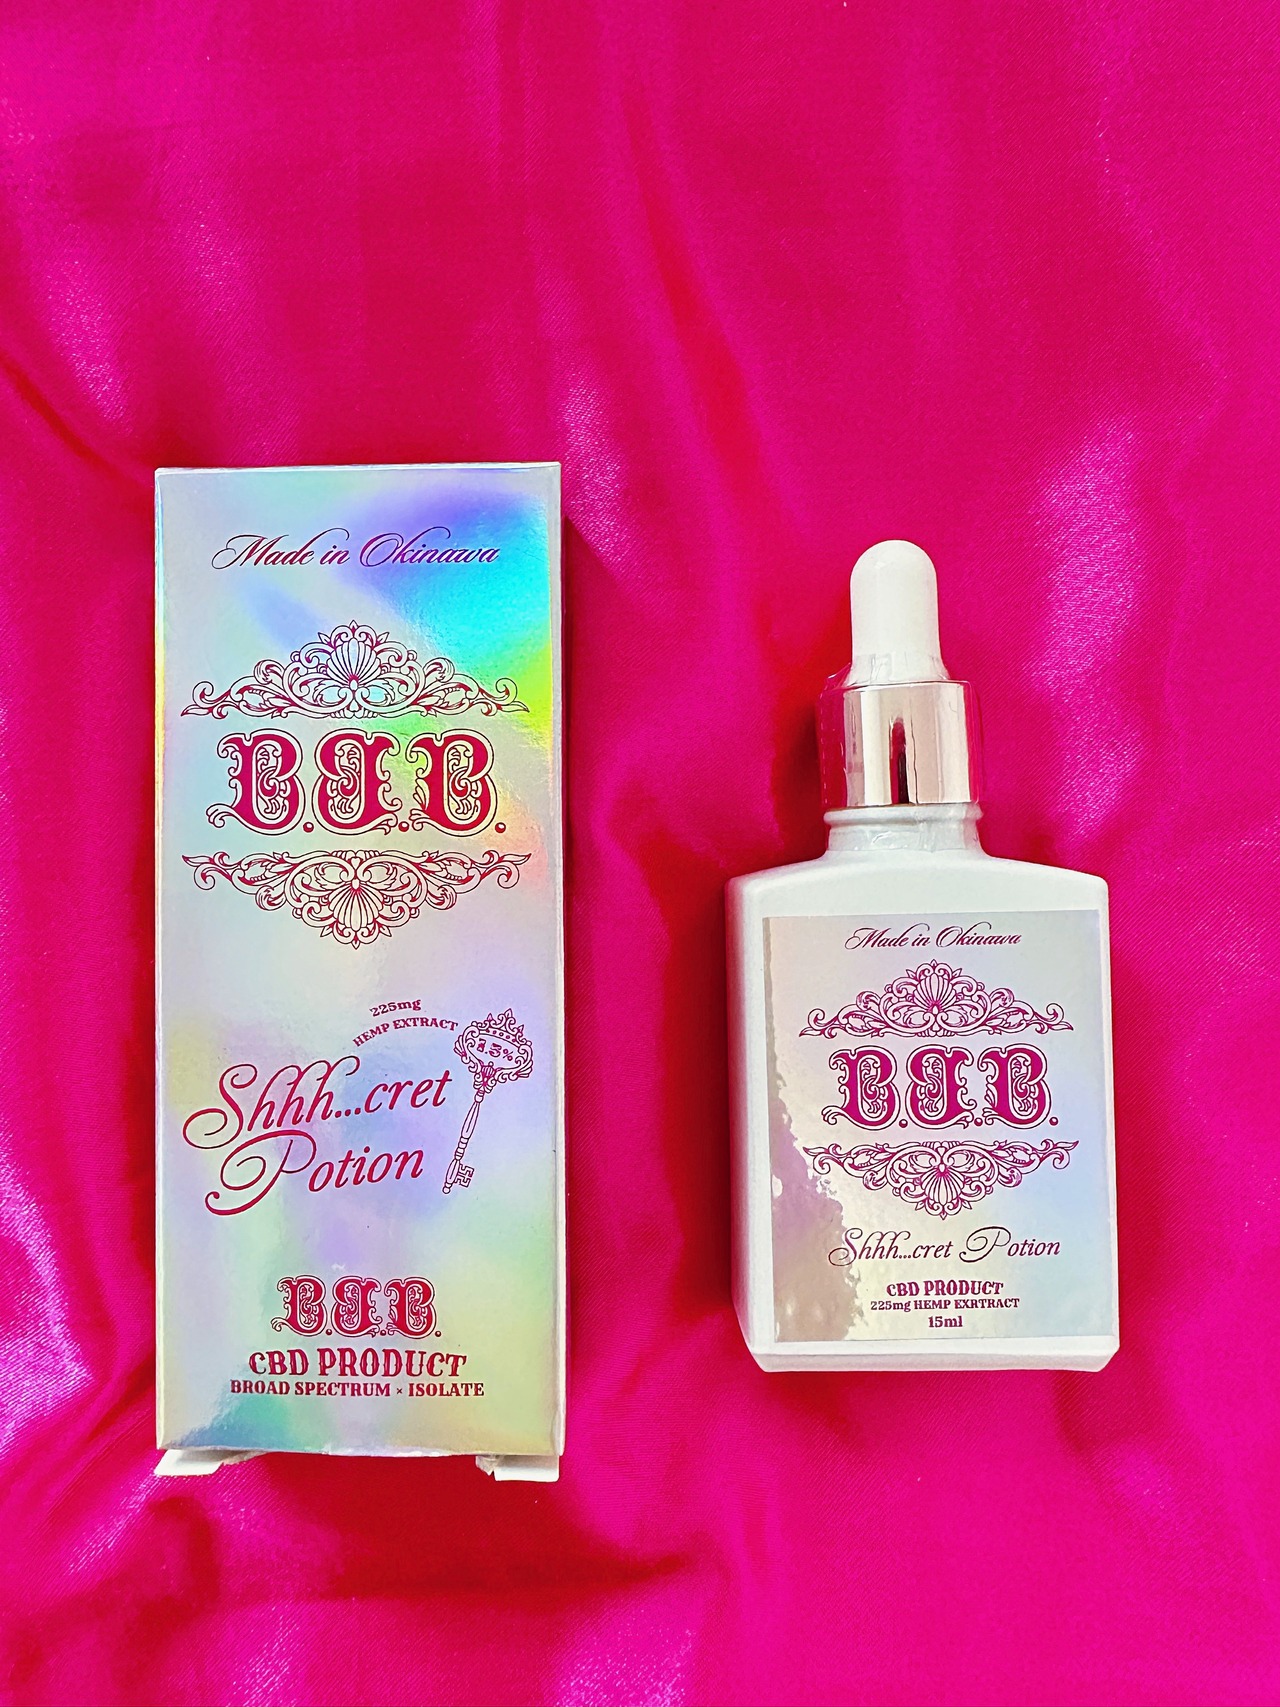 Made in Okinawa
B.B.B.
225mg
HEMP EXTRACT
1.5%
Shhh...cret
Potion
B.B.B.
CBD PRODUCT
BROAD SPECTRUM × ISOLATE
Made in Okinawa
B.B.B.
Shhh...cret Potion
CBD PRODUCT
225mg HEMP EXRTRACT
15ml